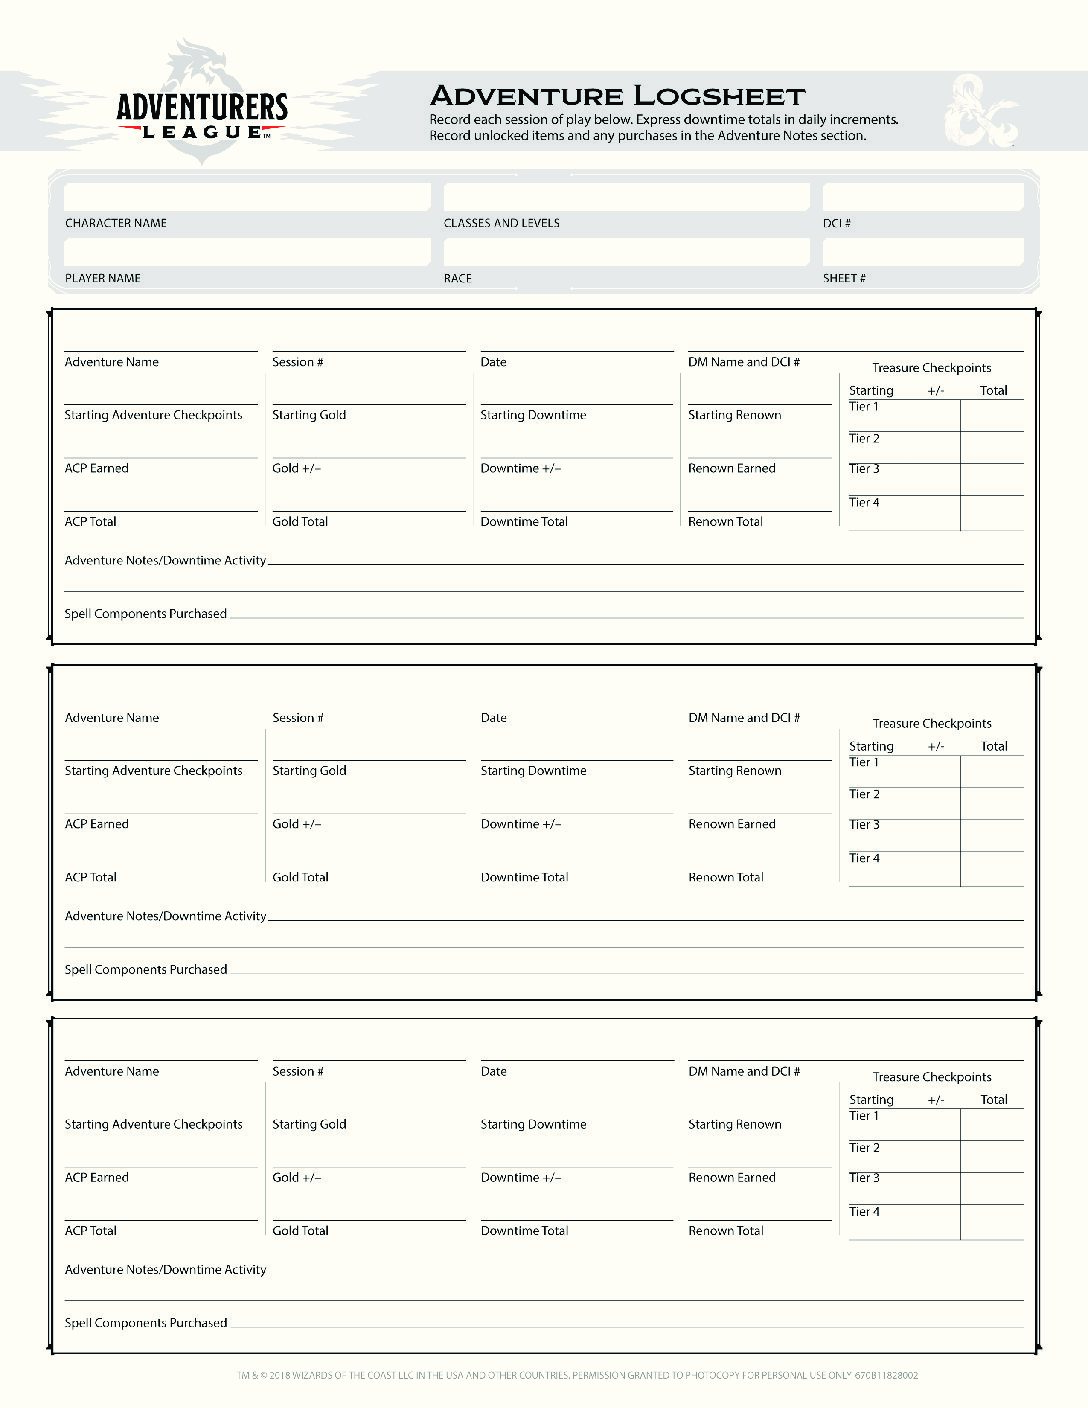 ADVENTURERS
LEAGUE™
ADVENTURE LOGSHEET
Record each session of play below. Express downtime totals in daily increments.
Record unlocked items and any purchases in the Adventure Notes section.
CHARACTER NAME CLASSES AND LEVELS DCI #
PLAYER NAME RACE SHEET #
Adventure Name Session # Date DM Name and DCI #
Treasure Checkpoints
Starting +/- Total
Tier 1
Starting Adventure Checkpoints Starting Gold Starting Downtime Starting Renown
Tier 2
ACP Earned Gold +/– Downtime +/– Renown Earned Tier 3
Tier 4
ACP Total Gold Total Downtime Total Renown Total
Adventure Notes/Downtime Activity
Spell Components Purchased
Adventure Name Session # Date DM Name and DCI #
Treasure Checkpoints
Starting +/- Total
Tier 1
Starting Adventure Checkpoints Starting Gold Starting Downtime Starting Renown
Tier 2
ACP Earned Gold +/– Downtime +/– Renown Earned Tier 3
Tier 4
ACP Total Gold Total Downtime Total Renown Total
Adventure Notes/Downtime Activity
Spell Components Purchased
Adventure Name Session # Date DM Name and DCI #
Treasure Checkpoints
Starting +/- Total
Tier 1
Starting Adventure Checkpoints Starting Gold Starting Downtime Starting Renown
Tier 2
ACP Earned Gold +/– Downtime +/– Renown Earned Tier 3
Tier 4
ACP Total Gold Total Downtime Total Renown Total
Adventure Notes/Downtime Activity
Spell Components Purchased
TM & © 2018 WIZARDS OF THE COAST LLC IN THE USA AND OTHER COUNTRIES. PERMISSION GRANTED TO PHOTOCOPY FOR PERSONAL USE ONLY. 670B11828002